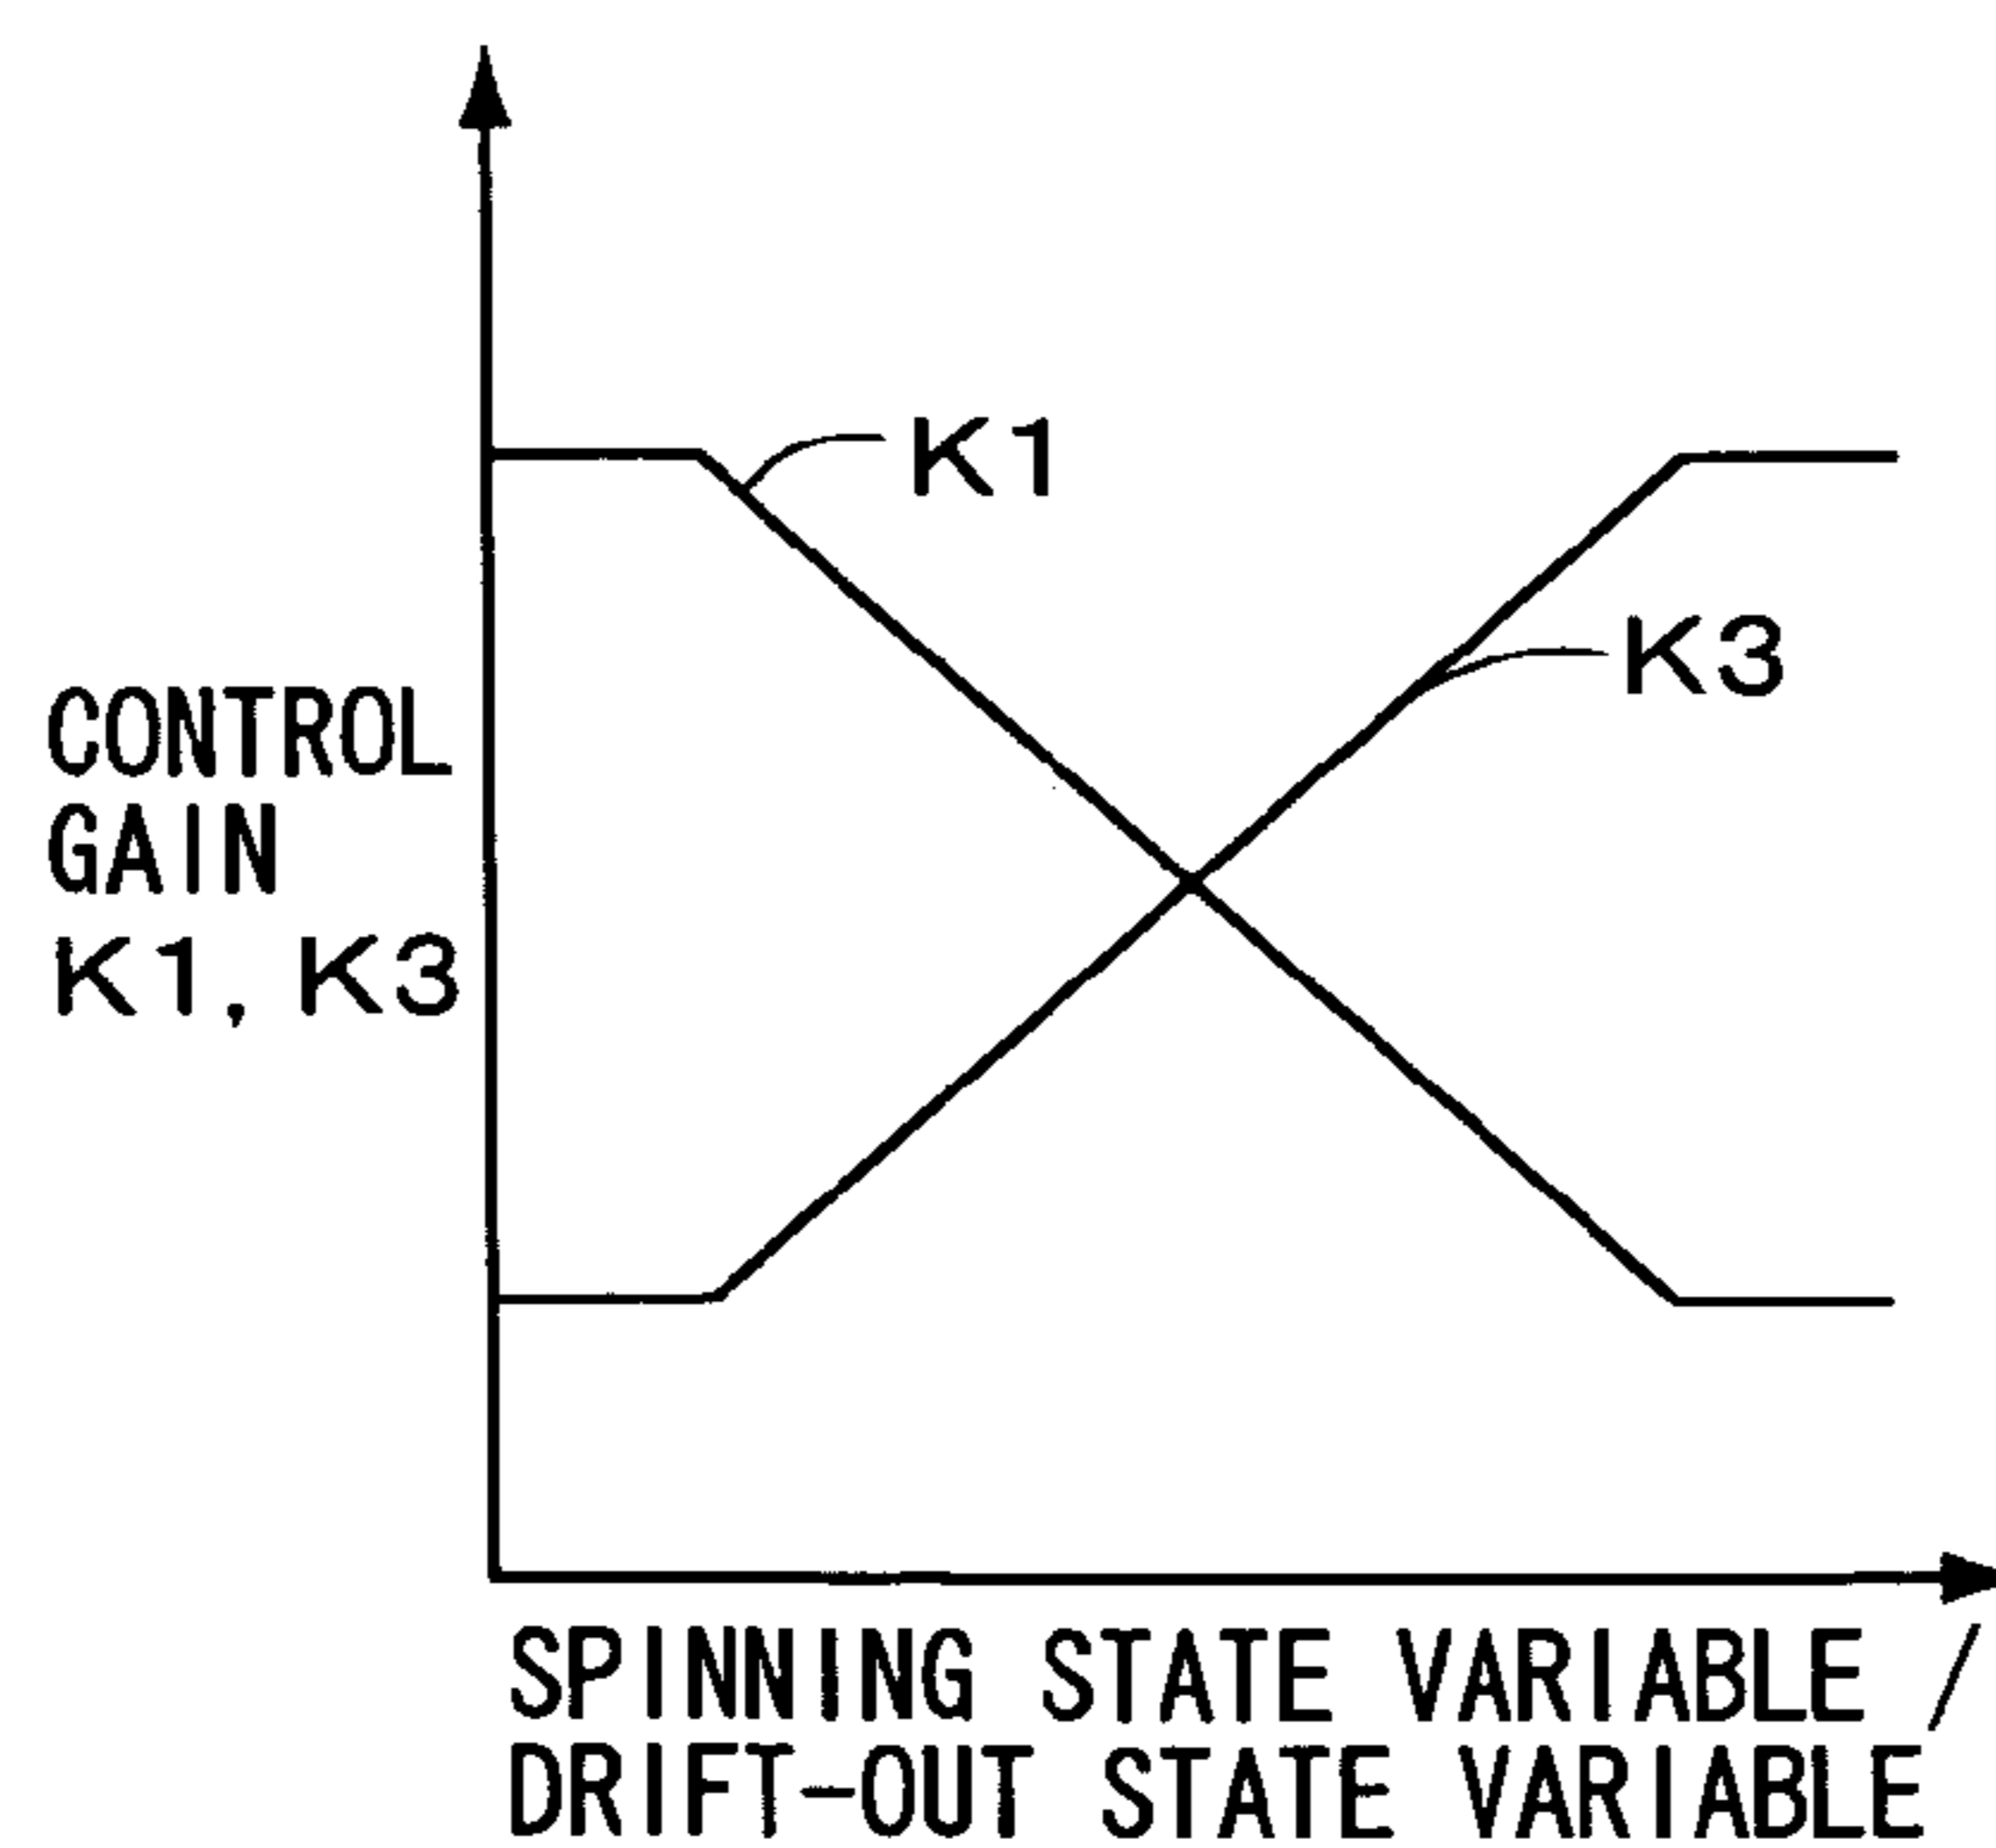 K1
K3
CONTROL
GAIN
K1, K3
SPINNING STATE VARIABLE /
DRIFT-OUT STATE VARIABLE